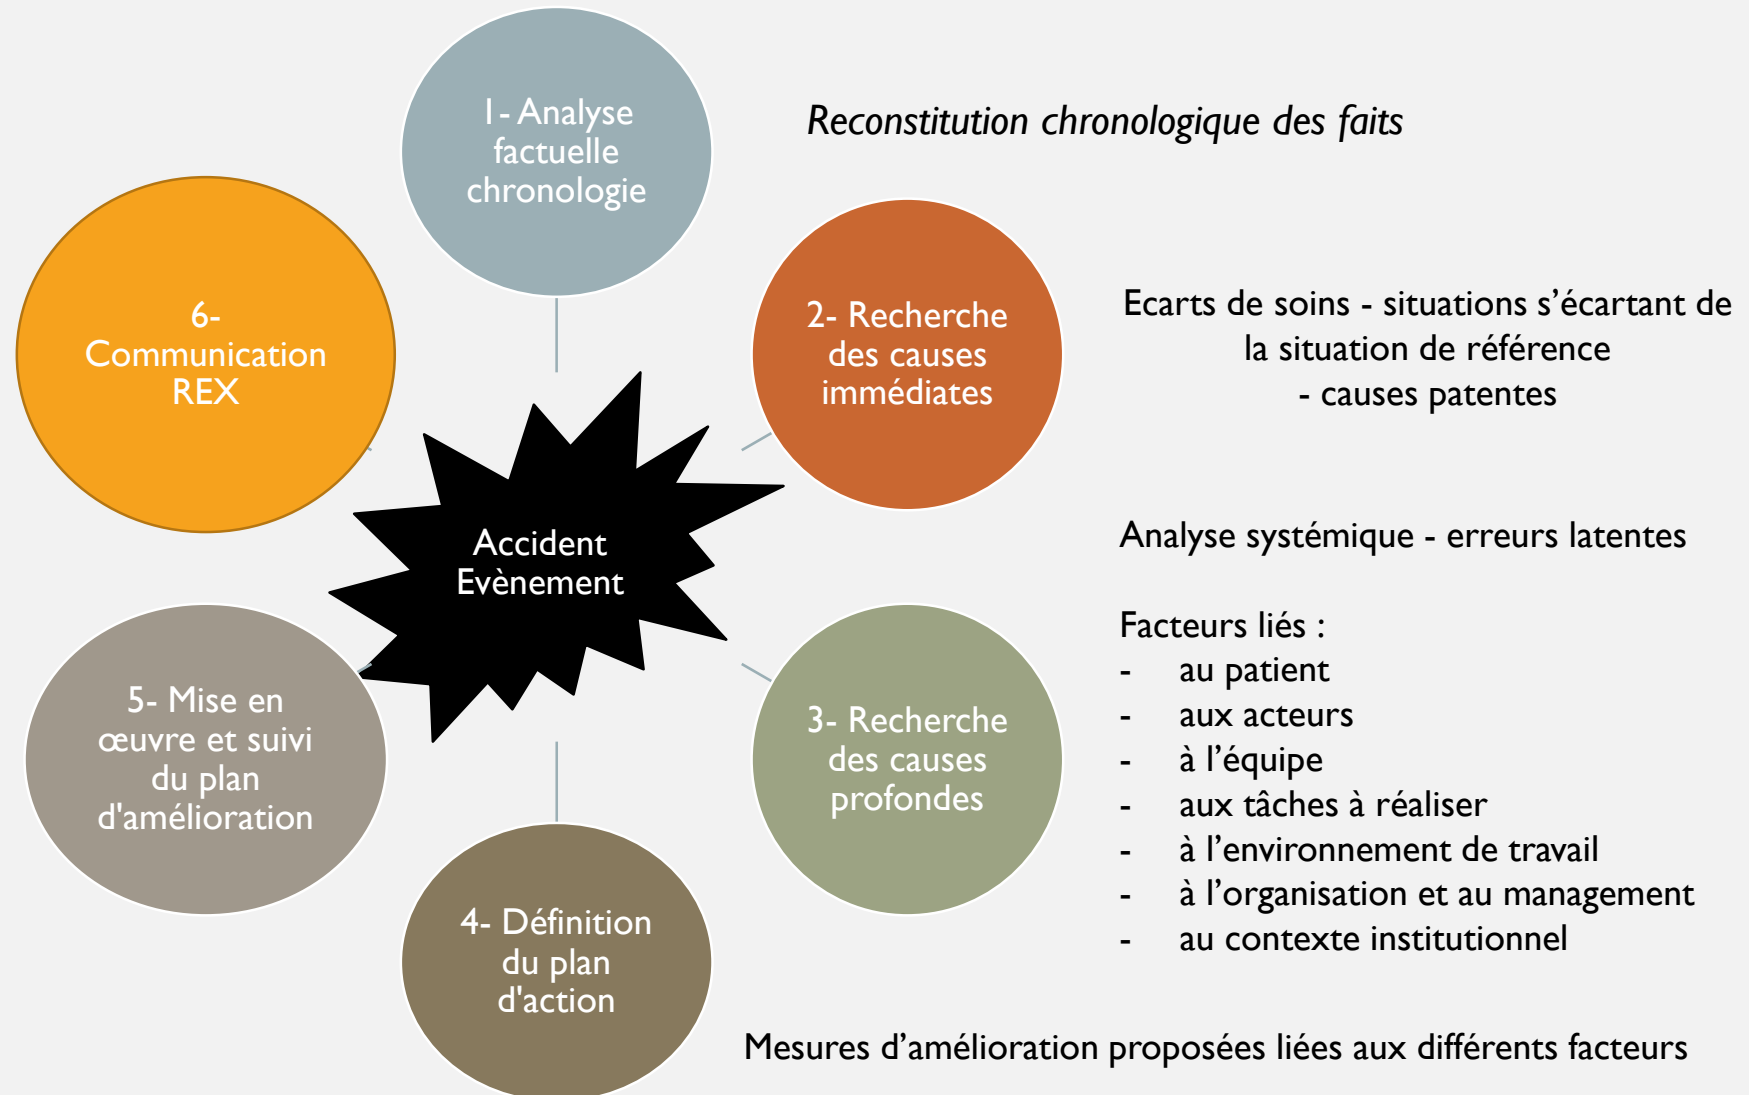 1- Analyse
factuelle
chronologie
Reconstitution chronologique des faits
2- Recherche
des causes
immédiates
Ecarts de soins - situations s’écartant de
la situation de référence
- causes patentes
Analyse systémique - erreurs latentes
Facteurs liés :
- au patient
- aux acteurs
- à l’équipe
- aux tâches à réaliser
- à l’environnement de travail
- à l’organisation et au management
- au contexte institutionnel
3- Recherche
des causes
profondes
4- Définition
du plan
d'action
Mesures d’amélioration proposées liées aux différents facteurs
5- Mise en
œuvre et suivi
du plan
d'amélioration
6-
Communication
REX
Accident
Evènement